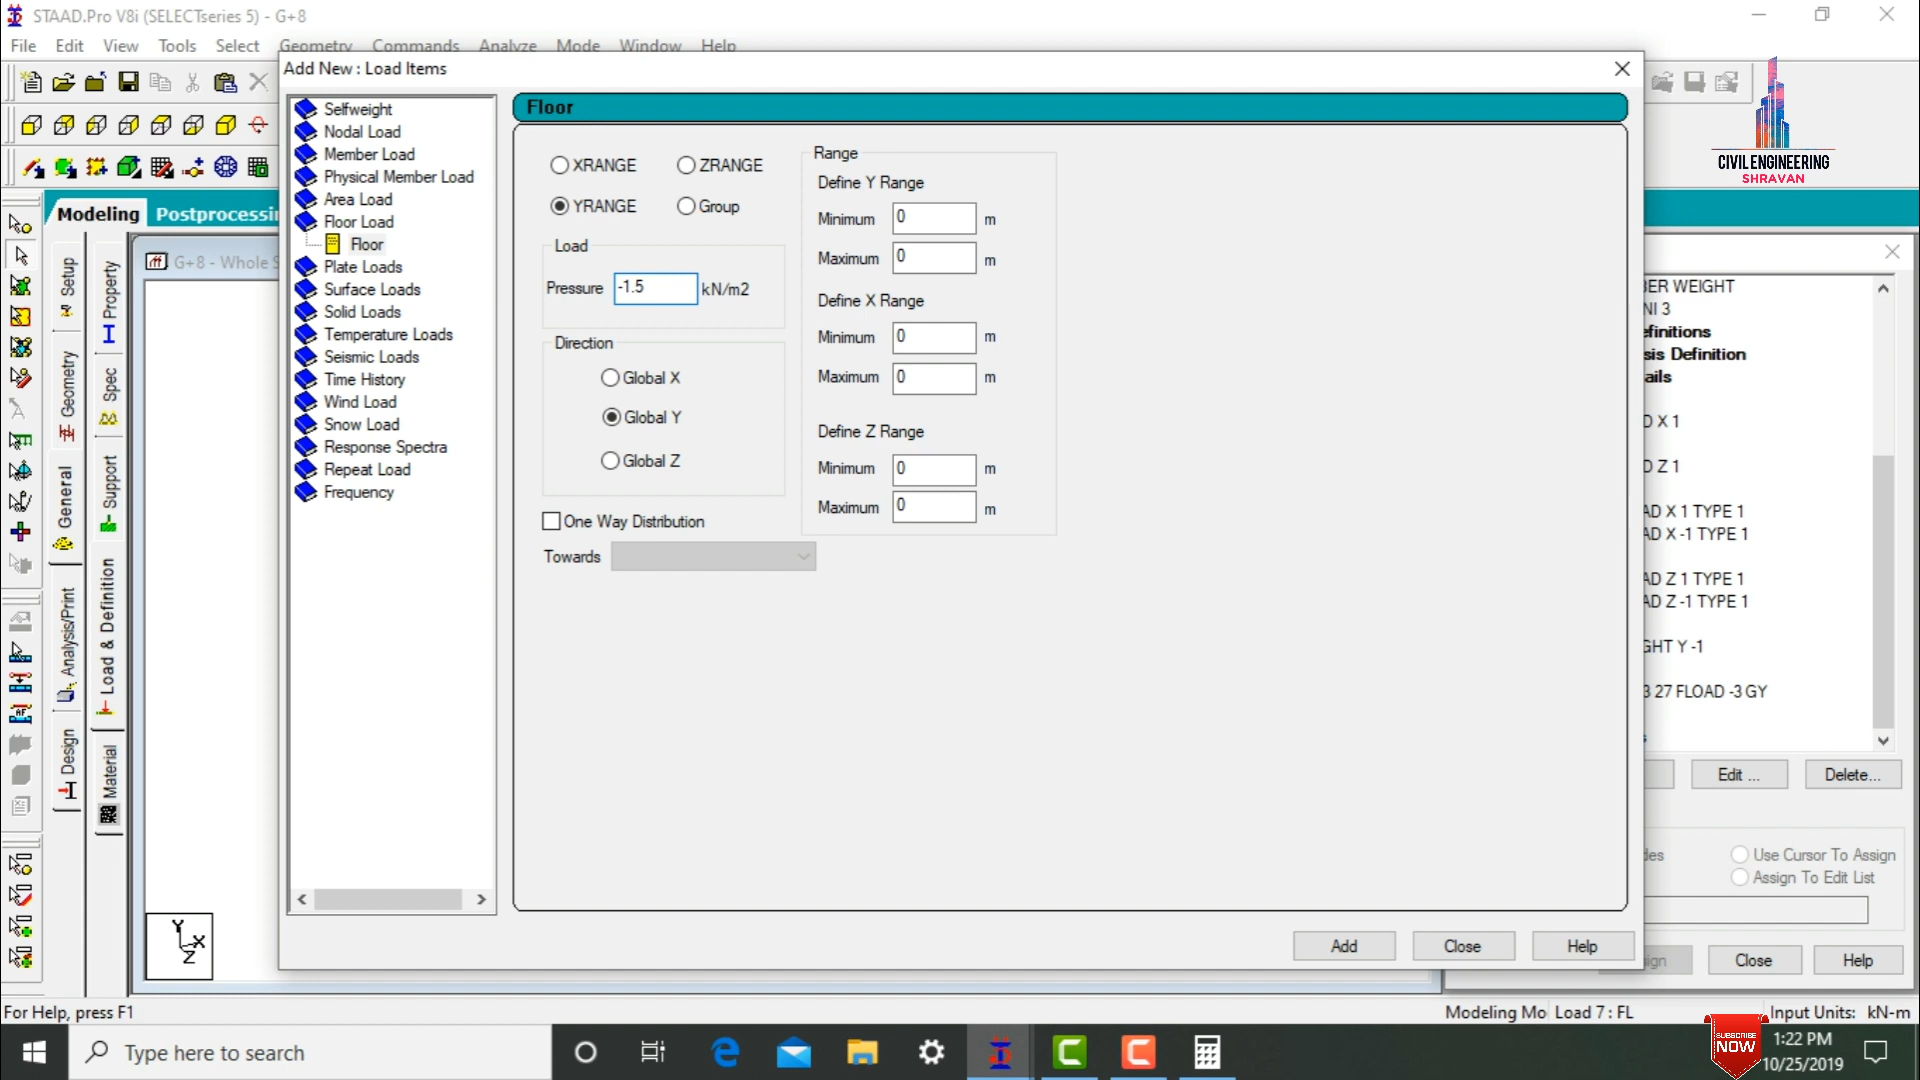 STAAD.Pro V8i (SELECTseries 5) - G+8
File Edit View Tools Select Geometry Commands Analyze Mode Window Help
Add New : Load Items
CIVIL ENGINEERING
SHRAVAN
Modeling
Postprocessin
Setup
Geometry
General
Analysis/Print
Design
Property
Spec
Support
Load & Definition
Material
G+8 - Whole S
Selfweight
Nodal Load
Member Load
Physical Member Load
Area Load
Floor Load
Floor
Plate Loads
Surface Loads
Solid Loads
Temperature Loads
Seismic Loads
Time History
Wind Load
Snow Load
Response Spectra
Repeat Load
Frequency
Floor
XRANGE ZRANGE
YRANGE Group
Load
Pressure -1.5 kN/m2
Direction
Global X
Global Y
Global Z
One Way Distribution
Towards
Range
Define Y Range
Minimum 0 m
Maximum 0 m
Define X Range
Minimum 0 m
Maximum 0 m
Define Z Range
Minimum 0 m
Maximum 0 m
Add Close Help
BER WEIGHT
NI 3
efinitions
sis Definition
ails
D X 1
D Z 1
AD X 1 TYPE 1
AD X -1 TYPE 1
AD Z 1 TYPE 1
AD Z -1 TYPE 1
GHT Y -1
3 27 FLOAD -3 GY
Edit ... Delete...
des
Use Cursor To Assign
Assign To Edit List
ign Close Help
Y
X
Z
For Help, press F1
Modeling Mo Load 7 : FL Input Units: kN-m
Type here to search
SUBSCRIBE
NOW
1:22 PM
10/25/2019